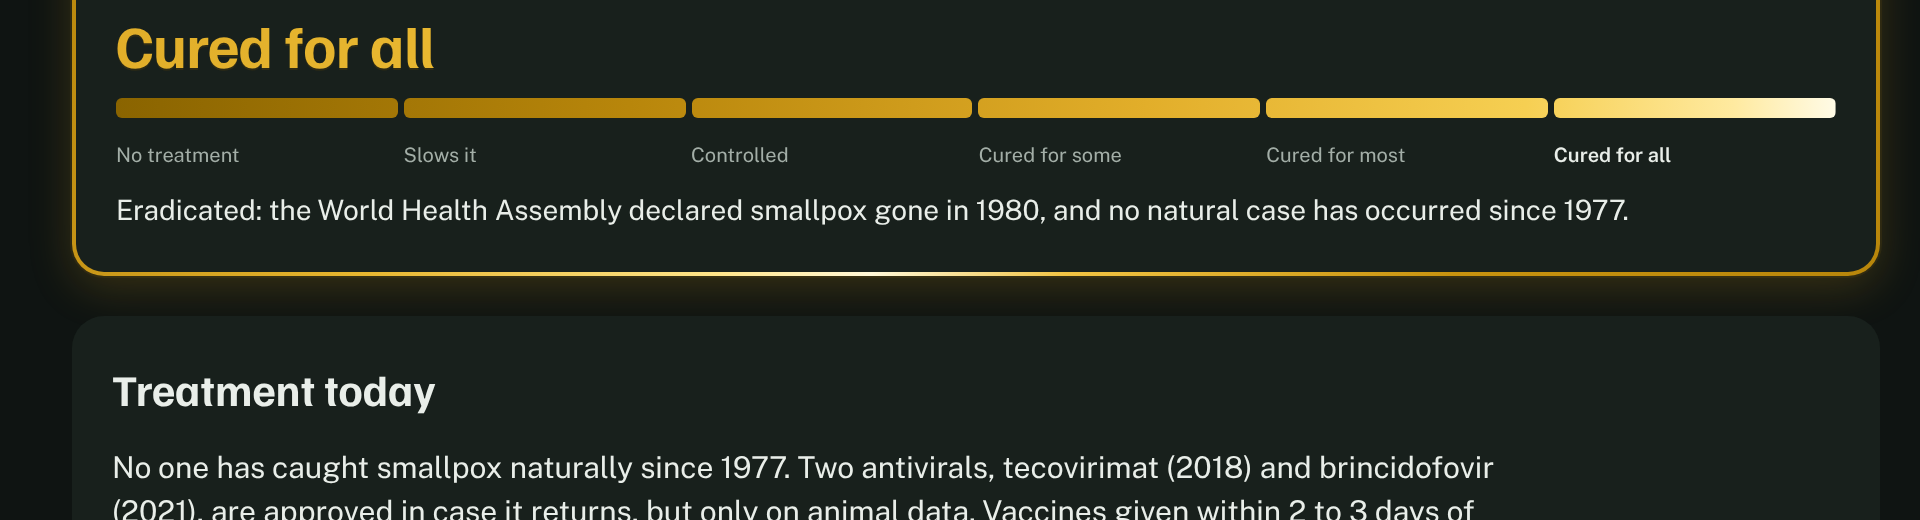 Cured for all
No treatment Slows it Controlled Cured for some Cured for most Cured for all
Eradicated: the World Health Assembly declared smallpox gone in 1980, and no natural case has occurred since 1977.
Treatment today
No one has caught smallpox naturally since 1977. Two antivirals, tecovirimat (2018) and brincidofovir
(2021), are approved in case it returns, but only on animal data. Vaccines given within 2 to 3 days of